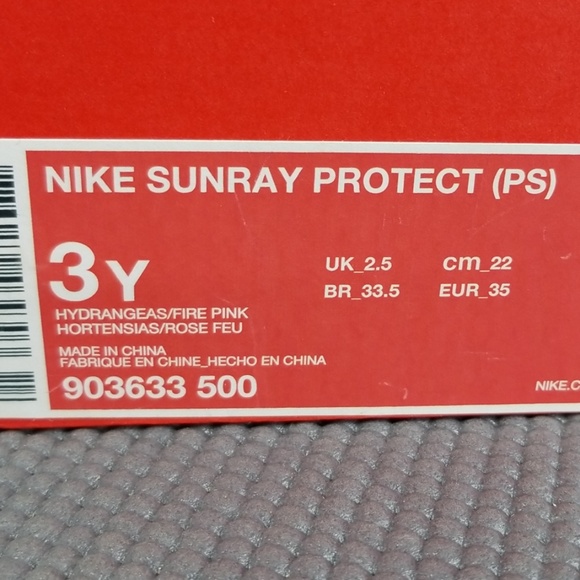 NIKE SUNRAY PROTECT (PS)
3Y
UK_2.5 cm_22
BR_33.5 EUR_35
HYDRANGEAS/FIRE PINK
HORTENSIAS/ROSE FEU
MADE IN CHINA
FABRIQUE EN CHINE_HECHO EN CHINA
903633 500
NIKE.C